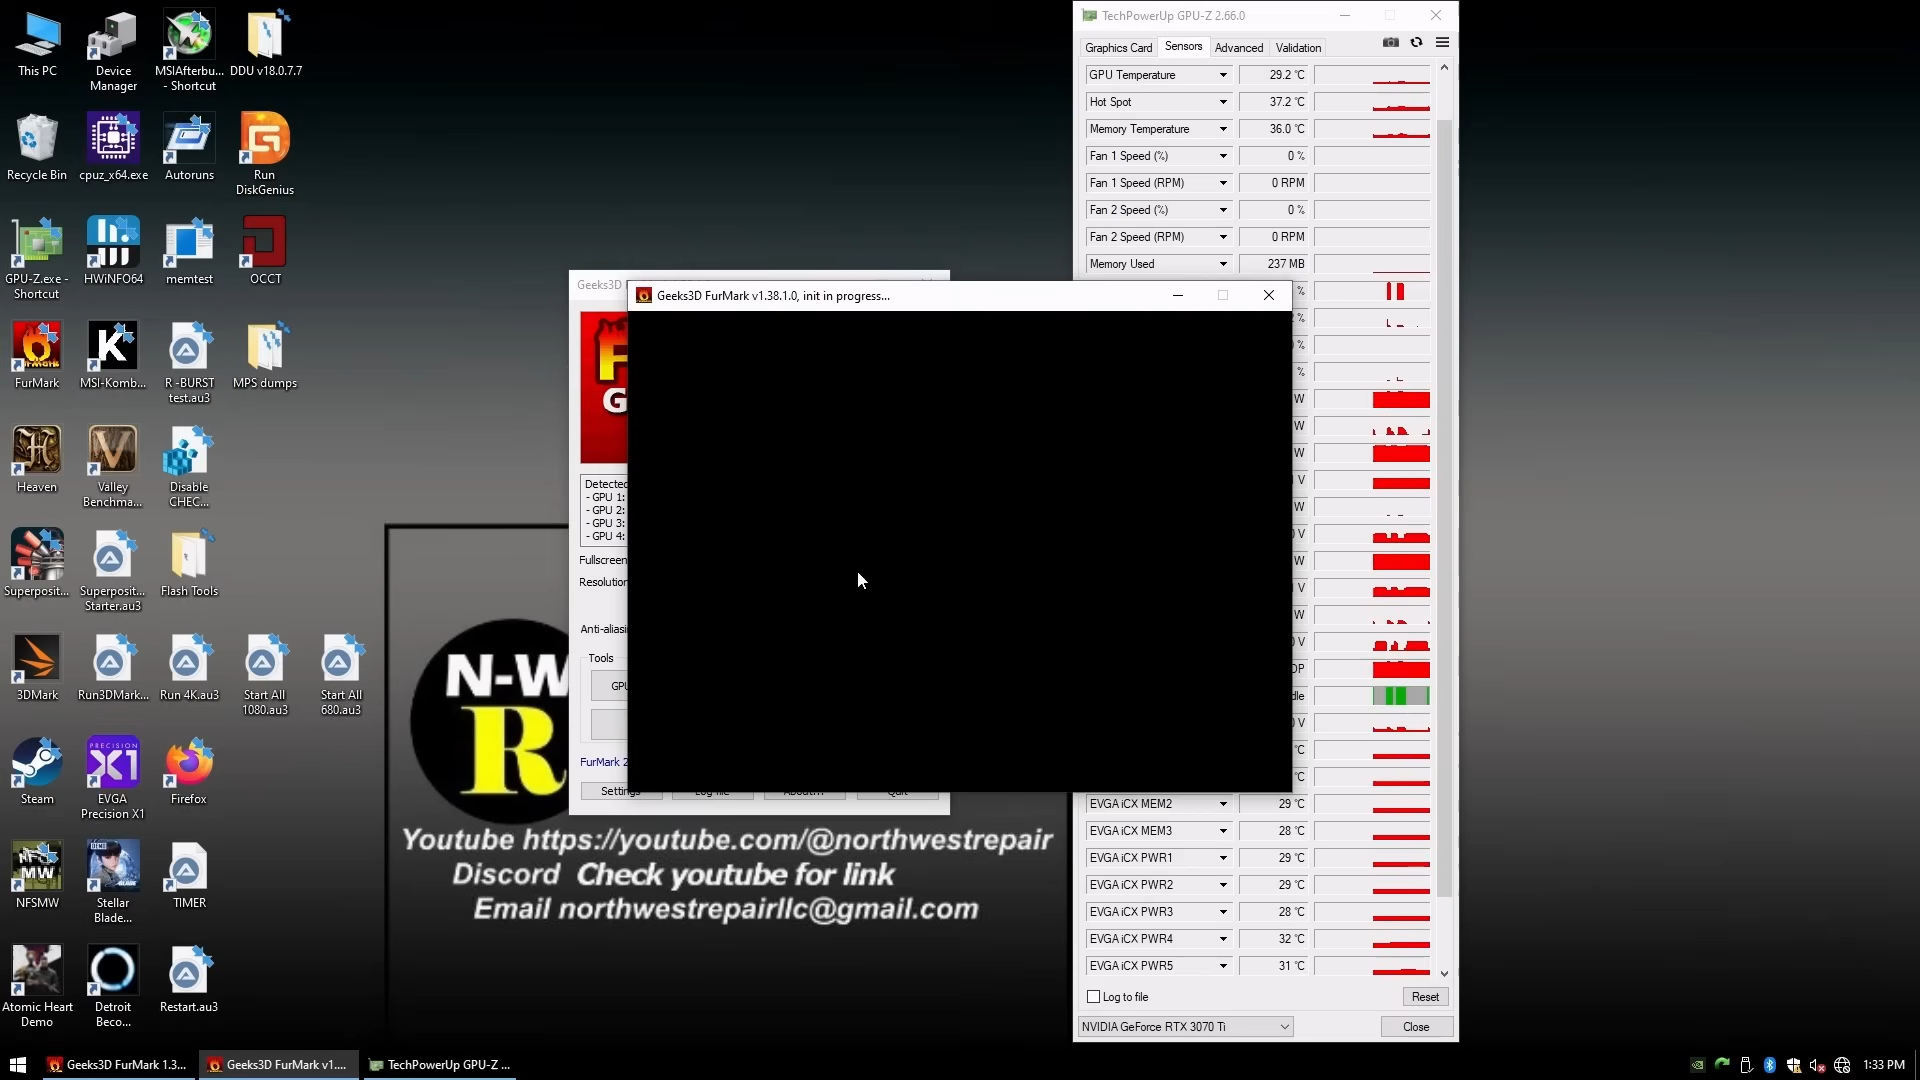 This PC
Device
Manager
MSIAfterbu...
- Shortcut
DDU v18.0.7.7
Recycle Bin
cpuz_x64.exe
Autoruns
Run
DiskGenius
GPU-Z.exe -
Shortcut
HWiNFO64
memtest
OCCT
FurMark
MSI-Komb...
R -BURST
test.au3
MPS dumps
Heaven
Valley
Benchma...
Disable
CHEC...
Superposit...
Superposit...
Starter.au3
Flash Tools
3DMark
Run3DMark...
Run 4K.au3
Start All
1080.au3
Start All
680.au3
Steam
PRECISION
X1
EVGA
Precision X1
Firefox
NFSMW
Stellar
Blade...
TIMER
Atomic Heart
Demo
Detroit
Beco...
Restart.au3
N-W
R
Youtube https://youtube.com/@northwestrepair
Discord Check youtube for link
Email northwestrepairllc@gmail.com
Geeks3D
Detected
- GPU 1:
- GPU 2:
- GPU 3:
- GPU 4:
Fullscreen
Resolution
Tools
FurMark 2
Settings
Geeks3D FurMark v1.38.1.0, init in progress...
TechPowerUp GPU-Z 2.66.0
Graphics Card Sensors Advanced Validation
GPU Temperature 29.2 °C
Hot Spot 37.2 °C
Memory Temperature 36.0 °C
Fan 1 Speed (%) 0 %
Fan 1 Speed (RPM) 0 RPM
Fan 2 Speed (%) 0 %
Fan 2 Speed (RPM) 0 RPM
Memory Used 237 MB
%
%
%
%
W
W
W
V
W
V
W
V
W
V
V
°C
°C
EVGA iCX MEM2 29 °C
EVGA iCX MEM3 28 °C
EVGA iCX PWR1 29 °C
EVGA iCX PWR2 29 °C
EVGA iCX PWR3 28 °C
EVGA iCX PWR4 32 °C
EVGA iCX PWR5 31 °C
Log to file Reset
NVIDIA GeForce RTX 3070 Ti Close
Geeks3D FurMark 1.3...
Geeks3D FurMark v1....
TechPowerUp GPU-Z ...
1:33 PM